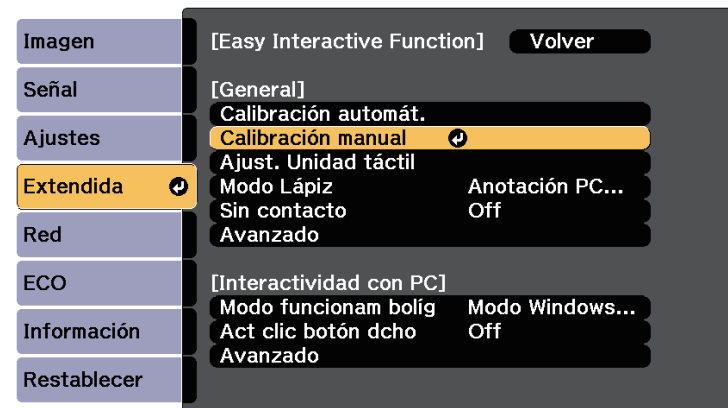 Imagen
Señal
Ajustes
Extendida
Red
ECO
Información
Restablecer
[Easy Interactive Function] Volver
[General]
Calibración automát.
Calibración manual
Ajust. Unidad táctil
Modo Lápiz Anotación PC...
Sin contacto Off
Avanzado
[Interactividad con PC]
Modo funcionam bolíg Modo Windows...
Act clic botón dcho Off
Avanzado